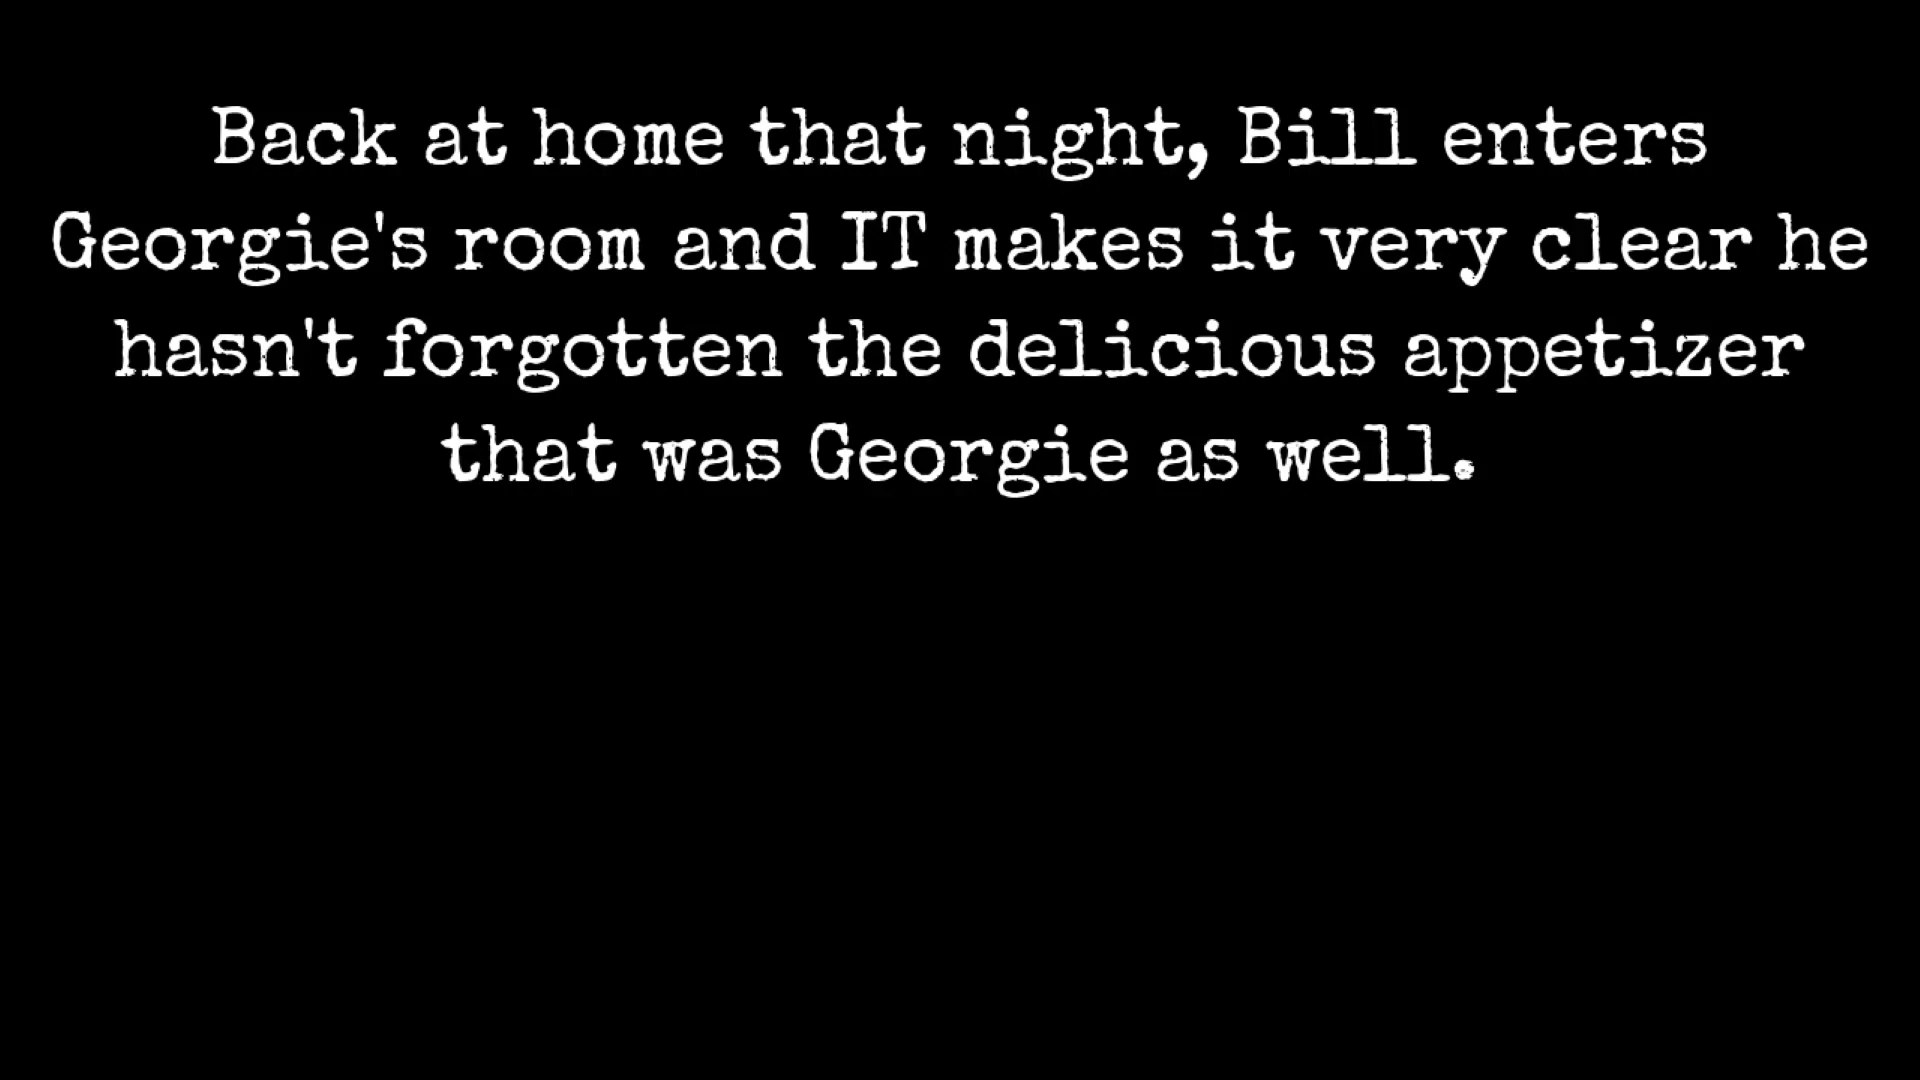 Back at home that night, Bill enters
Georgie's room and IT makes it very clear he
hasn't forgotten the delicious appetizer
that was Georgie as well.